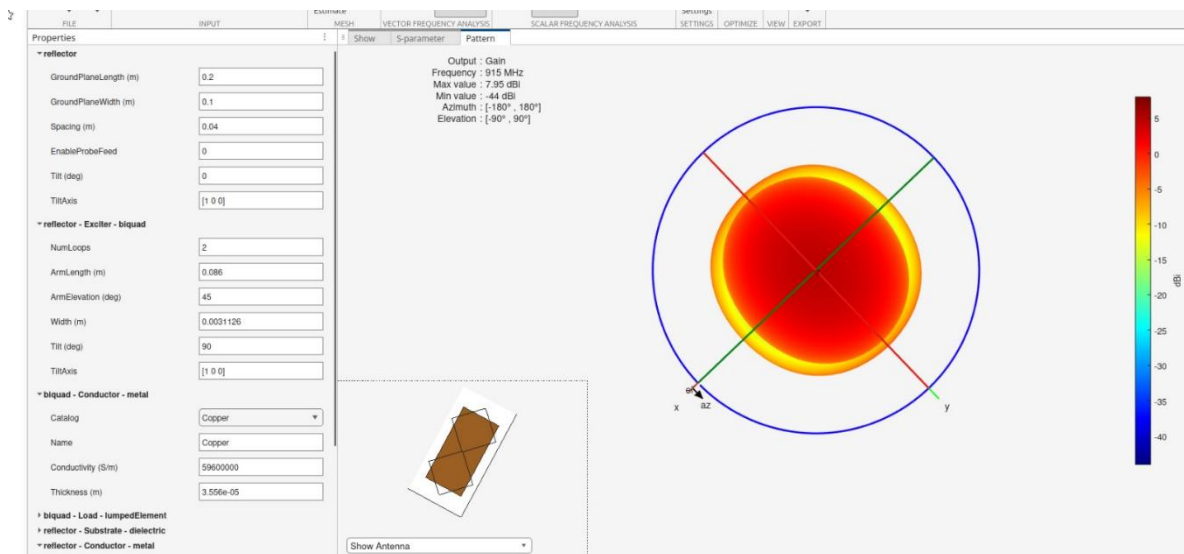 Estimate
Settings
FILE INPUT MESH VECTOR FREQUENCY ANALYSIS SCALAR FREQUENCY ANALYSIS SETTINGS OPTIMIZE VIEW EXPORT
Properties
reflector
GroundPlaneLength (m) 0.2
GroundPlaneWidth (m) 0.1
Spacing (m) 0.04
EnableProbeFeed 0
Tilt (deg) 0
TiltAxis [1 0 0]
reflector - Exciter - biquad
NumLoops 2
ArmLength (m) 0.086
ArmElevation (deg) 45
Width (m) 0.0031126
Tilt (deg) 90
TiltAxis [1 0 0]
biquad - Conductor - metal
Catalog Copper
Name Copper
Conductivity (S/m) 59600000
Thickness (m) 3.556e-05
biquad - Load - lumpedElement
reflector - Substrate - dielectric
reflector - Conductor - metal
Show S-parameter Pattern
Output : Gain
Frequency : 915 MHz
Max value : 7.95 dBi
Min value : -44 dBi
Azimuth : [-180° , 180°]
Elevation : [-90° , 90°]
x
az
y
5
0
-5
-10
-15
-20
-25
-30
-35
-40
dBi
Show Antenna